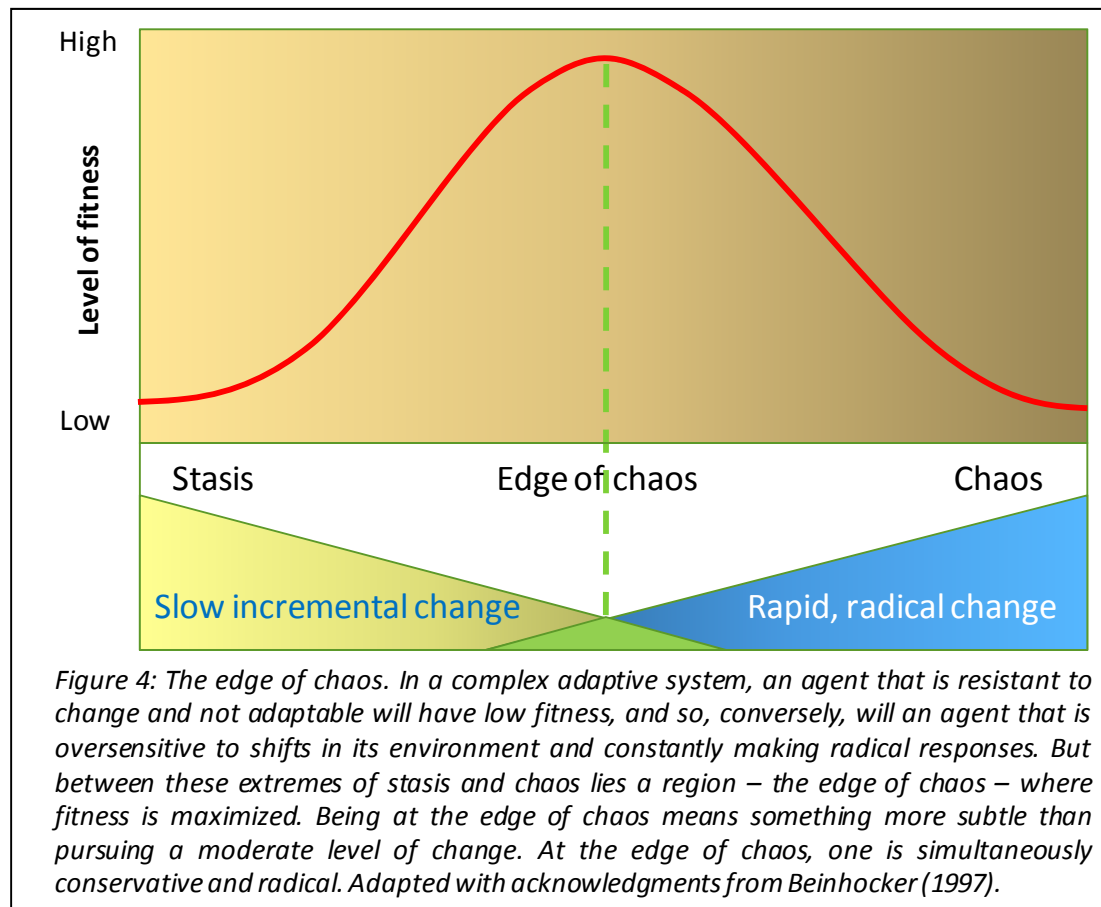 High
Level of fitness
Low
Stasis
Edge of chaos
Chaos
Slow incremental change
Rapid, radical change
Figure 4: The edge of chaos. In a complex adaptive system, an agent that is resistant to
change and not adaptable will have low fitness, and so, conversely, will an agent that is
oversensitive to shifts in its environment and constantly making radical responses. But
between these extremes of stasis and chaos lies a region – the edge of chaos – where
fitness is maximized. Being at the edge of chaos means something more subtle than
pursuing a moderate level of change. At the edge of chaos, one is simultaneously
conservative and radical. Adapted with acknowledgments from Beinhocker (1997).